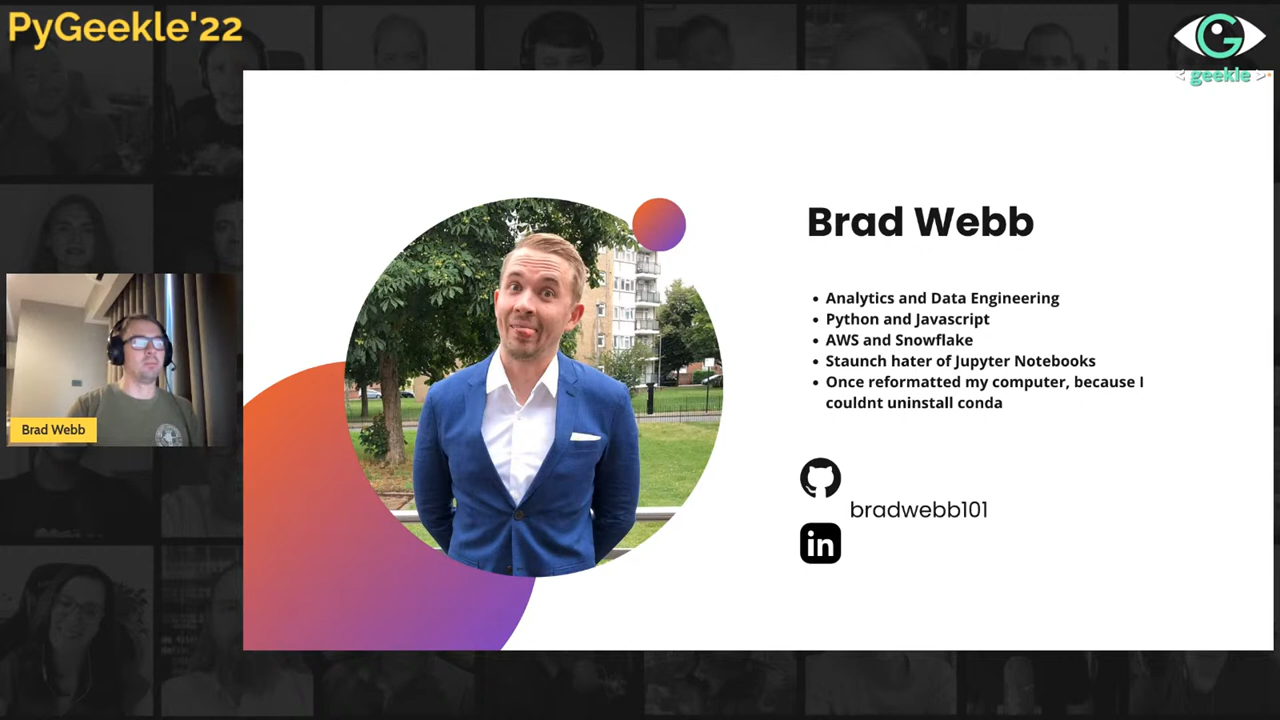 PyGeekle'22
< geekle >
Brad Webb
Analytics and Data Engineering
Python and Javascript
AWS and Snowflake
Staunch hater of Jupyter Notebooks
Once reformatted my computer, because I
couldnt uninstall conda
bradwebb101
in
Brad Webb